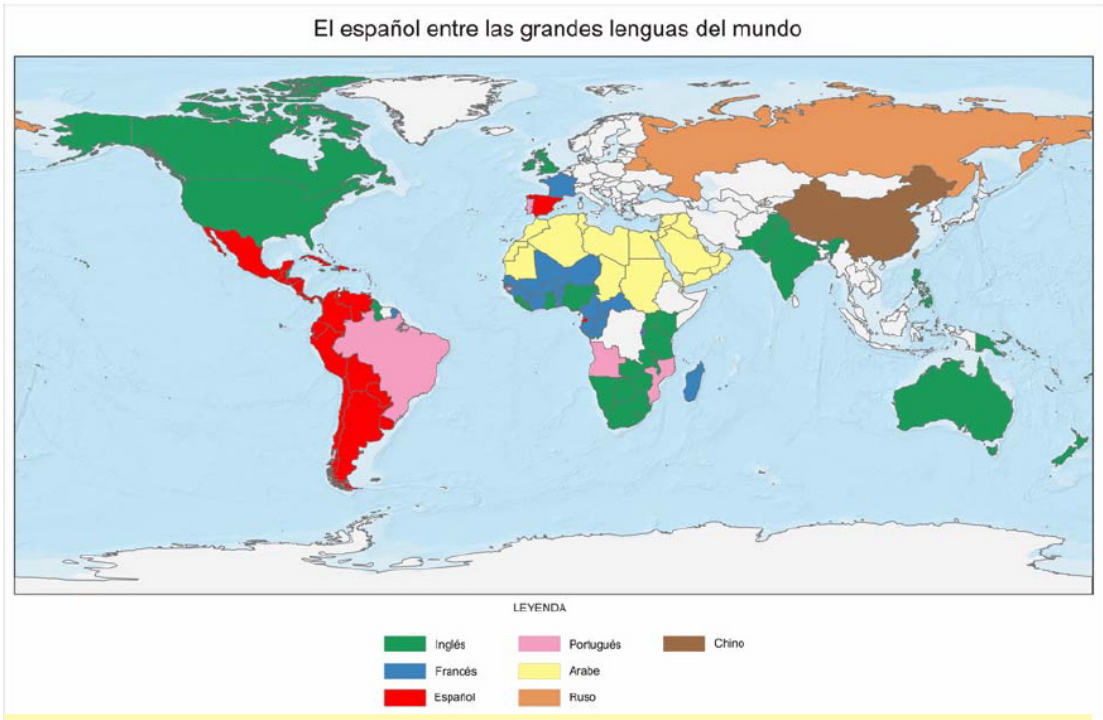 El español entre las grandes lenguas del mundo
LEYENDA
Inglés
Francés
Español
Portugués
Arabe
Ruso
Chino